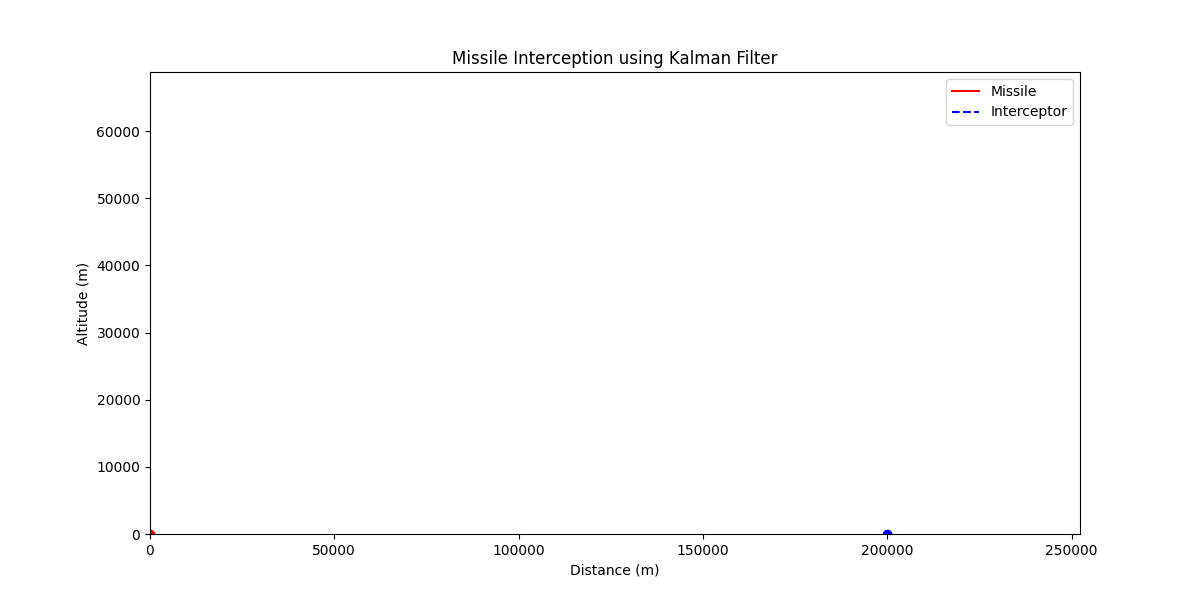 Missile Interception using Kalman Filter
Missile
Interceptor
Altitude (m)
60000
50000
40000
30000
20000
10000
0
0 50000 100000 150000 200000 250000
Distance (m)